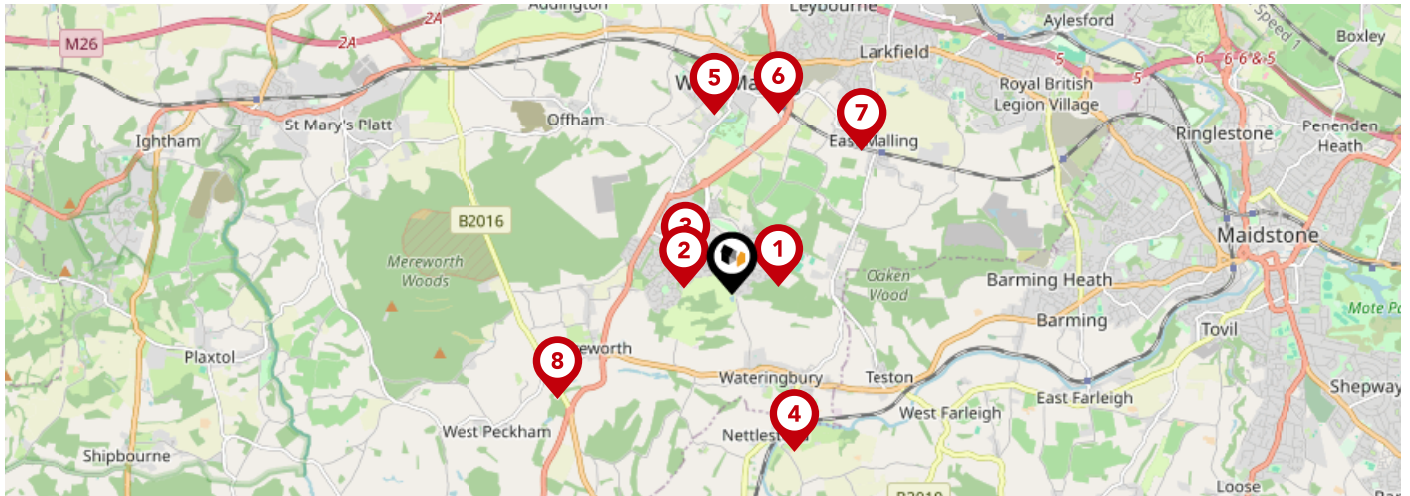 Addington
Leybourne
Aylesford
Speed 1
2A
M26
2A
Larkfield
5
6
6-6&5
Boxley
5
6
5
Royal British
Legion Village
7
Offham
St Mary's Platt
Ightham
East Malling
Ringlestone
Penenden
Heath
B2016
3
2
1
Maidstone
Mereworth
Woods
Oaken
Wood
Barming Heath
Mote
Barming
Tovil
Plaxtol
8
Wateringbury
Teston
Shepway
East Farleigh
4
West Farleigh
West Peckham
Shipbourne
Loose
B2010